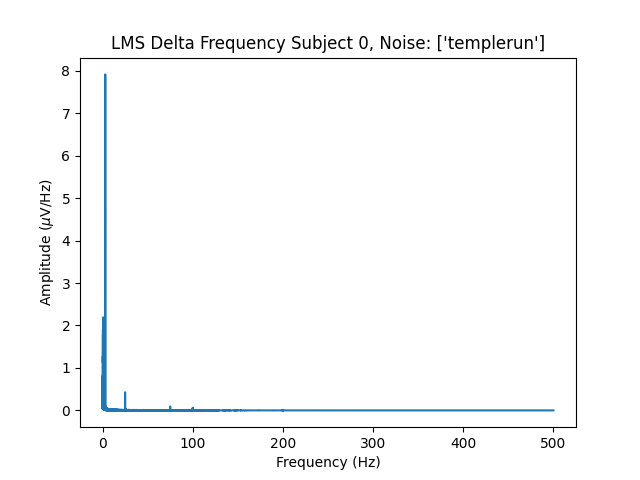 LMS Delta Frequency Subject 0, Noise: ['templerun']
8
7
6
5
4
3
2
1
0
Amplitude (μV/Hz)
0 100 200 300 400 500
Frequency (Hz)